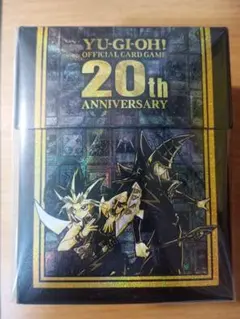 YU-GI-OH!
OFFICIAL CARD GAME
20th
ANNIVERSARY